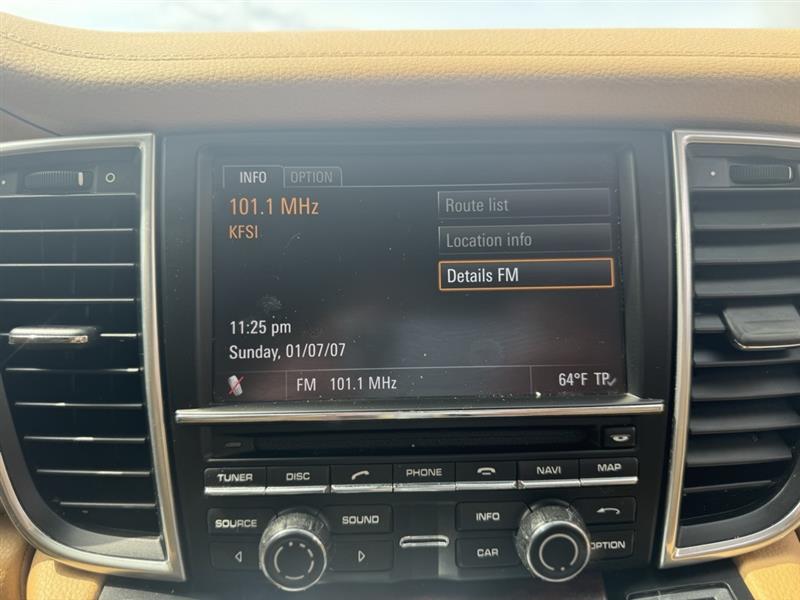 INFO OPTION
101.1 MHz
KFSI
Route list
Location info
Details FM
11:25 pm
Sunday, 01/07/07
FM 101.1 MHz 64°F TP
TUNER DISC PHONE NAVI MAP
SOURCE SOUND INFO
CAR OPTION